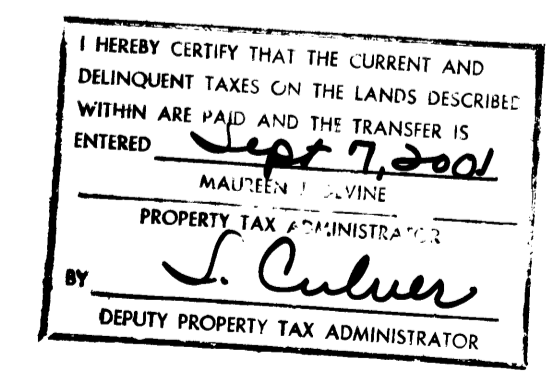 I HEREBY CERTIFY THAT THE CURRENT AND
DELINQUENT TAXES ON THE LANDS DESCRIBED
WITHIN ARE PAID AND THE TRANSFER IS
ENTERED Sept 7, 2001
MAUREEN J. DEVINE
PROPERTY TAX ADMINISTRATOR
BY S. Culver
DEPUTY PROPERTY TAX ADMINISTRATOR